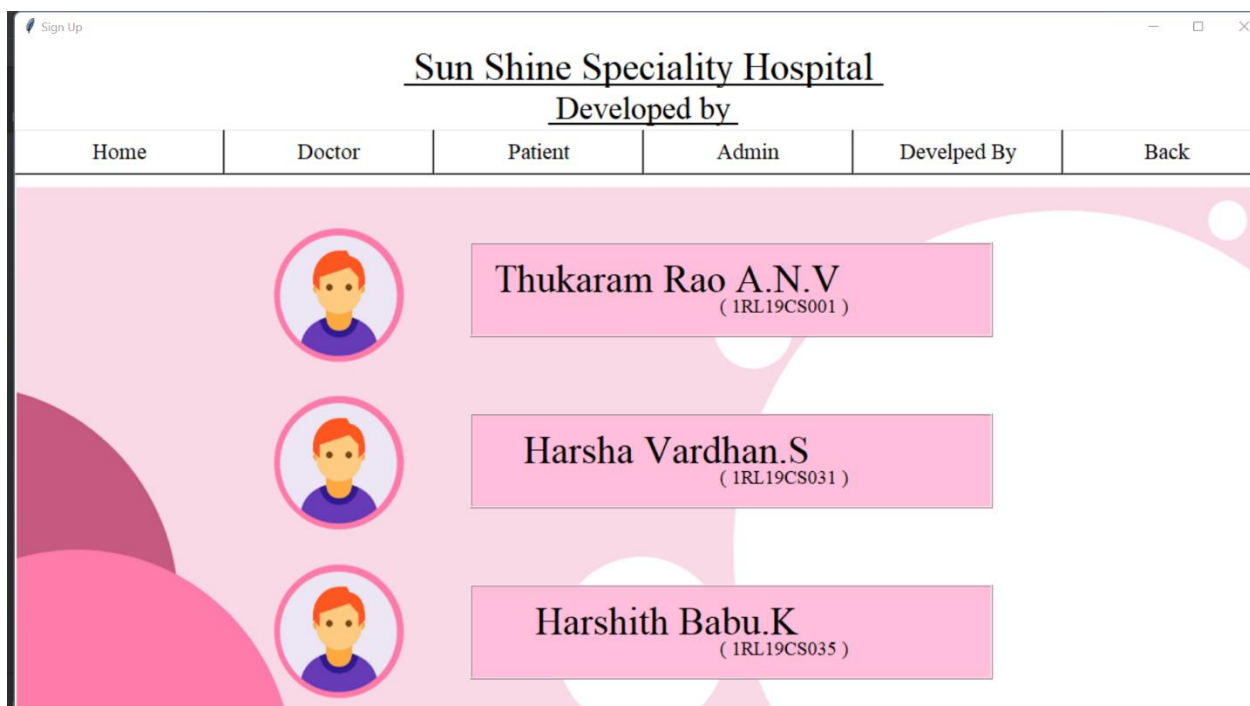 Sign Up
Sun Shine Speciality Hospital
Developed by
Home Doctor Patient Admin Develped By Back
Thukaram Rao A.N.V
( 1RL19CS001 )
Harsha Vardhan.S
( 1RL19CS031 )
Harshith Babu.K
( 1RL19CS035 )